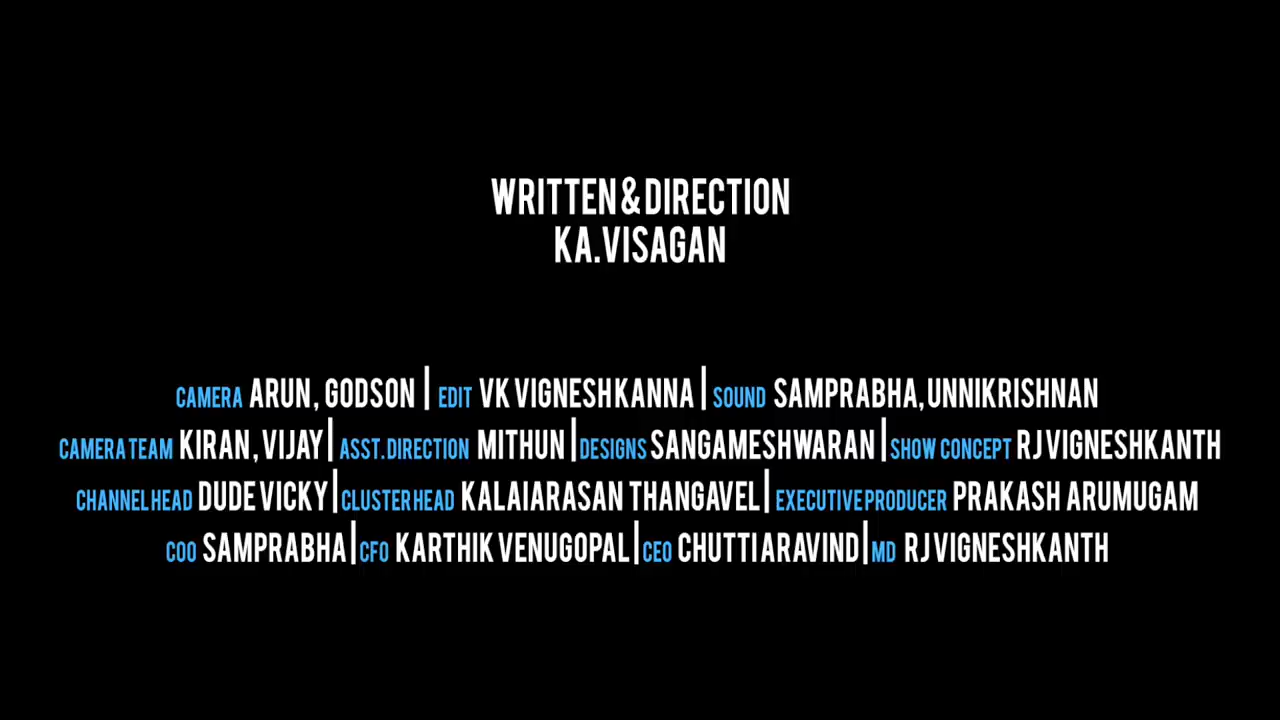 WRITTEN & DIRECTION
KA.VISAGAN
CAMERA ARUN, GODSON | EDIT VK VIGNESH KANNA | SOUND SAMPRABHA, UNNIKRISHNAN
CAMERA TEAM KIRAN, VIJAY | ASST. DIRECTION MITHUN | DESIGNS SANGAMESHWARAN | SHOW CONCEPT RJ VIGNESHKANTH
CHANNEL HEAD DUDE VICKY | CLUSTER HEAD KALAIARASAN THANGAVEL | EXECUTIVE PRODUCER PRAKASH ARUMUGAM
COO SAMPRABHA | CFO KARTHIK VENUGOPAL | CEO CHUTTI ARAVIND | MD RJ VIGNESHKANTH